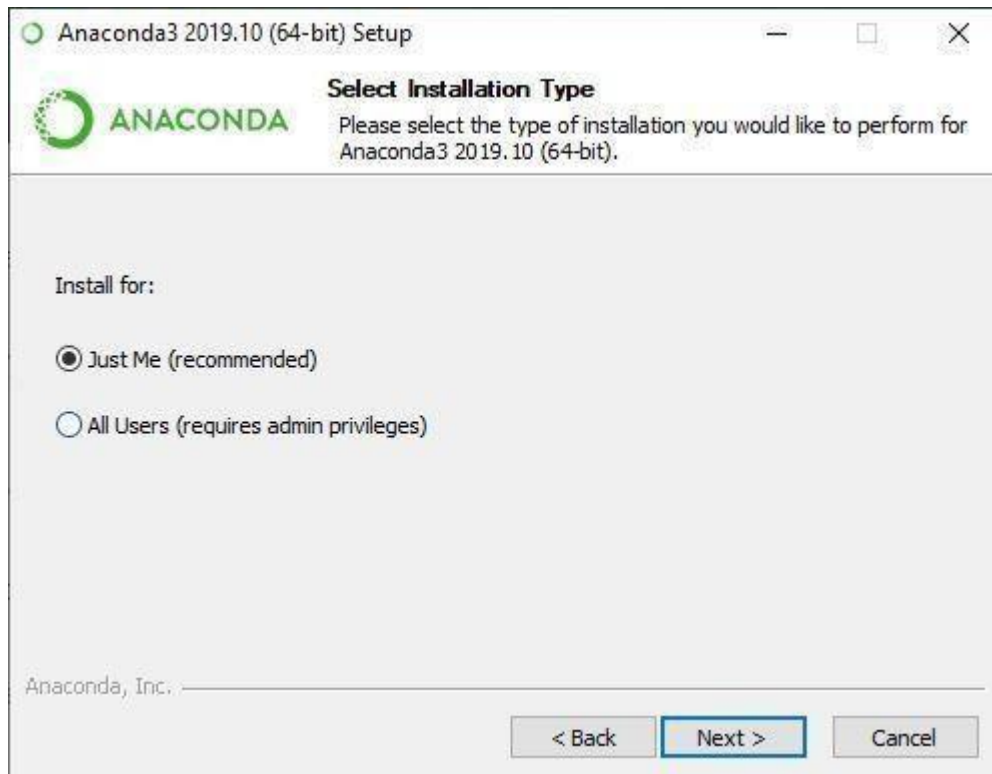 Anaconda3 2019.10 (64-bit) Setup
ANACONDA
Select Installation Type
Please select the type of installation you would like to perform for
Anaconda3 2019.10 (64-bit).
Install for:
Just Me (recommended)
All Users (requires admin privileges)
Anaconda, Inc.
< Back
Next >
Cancel